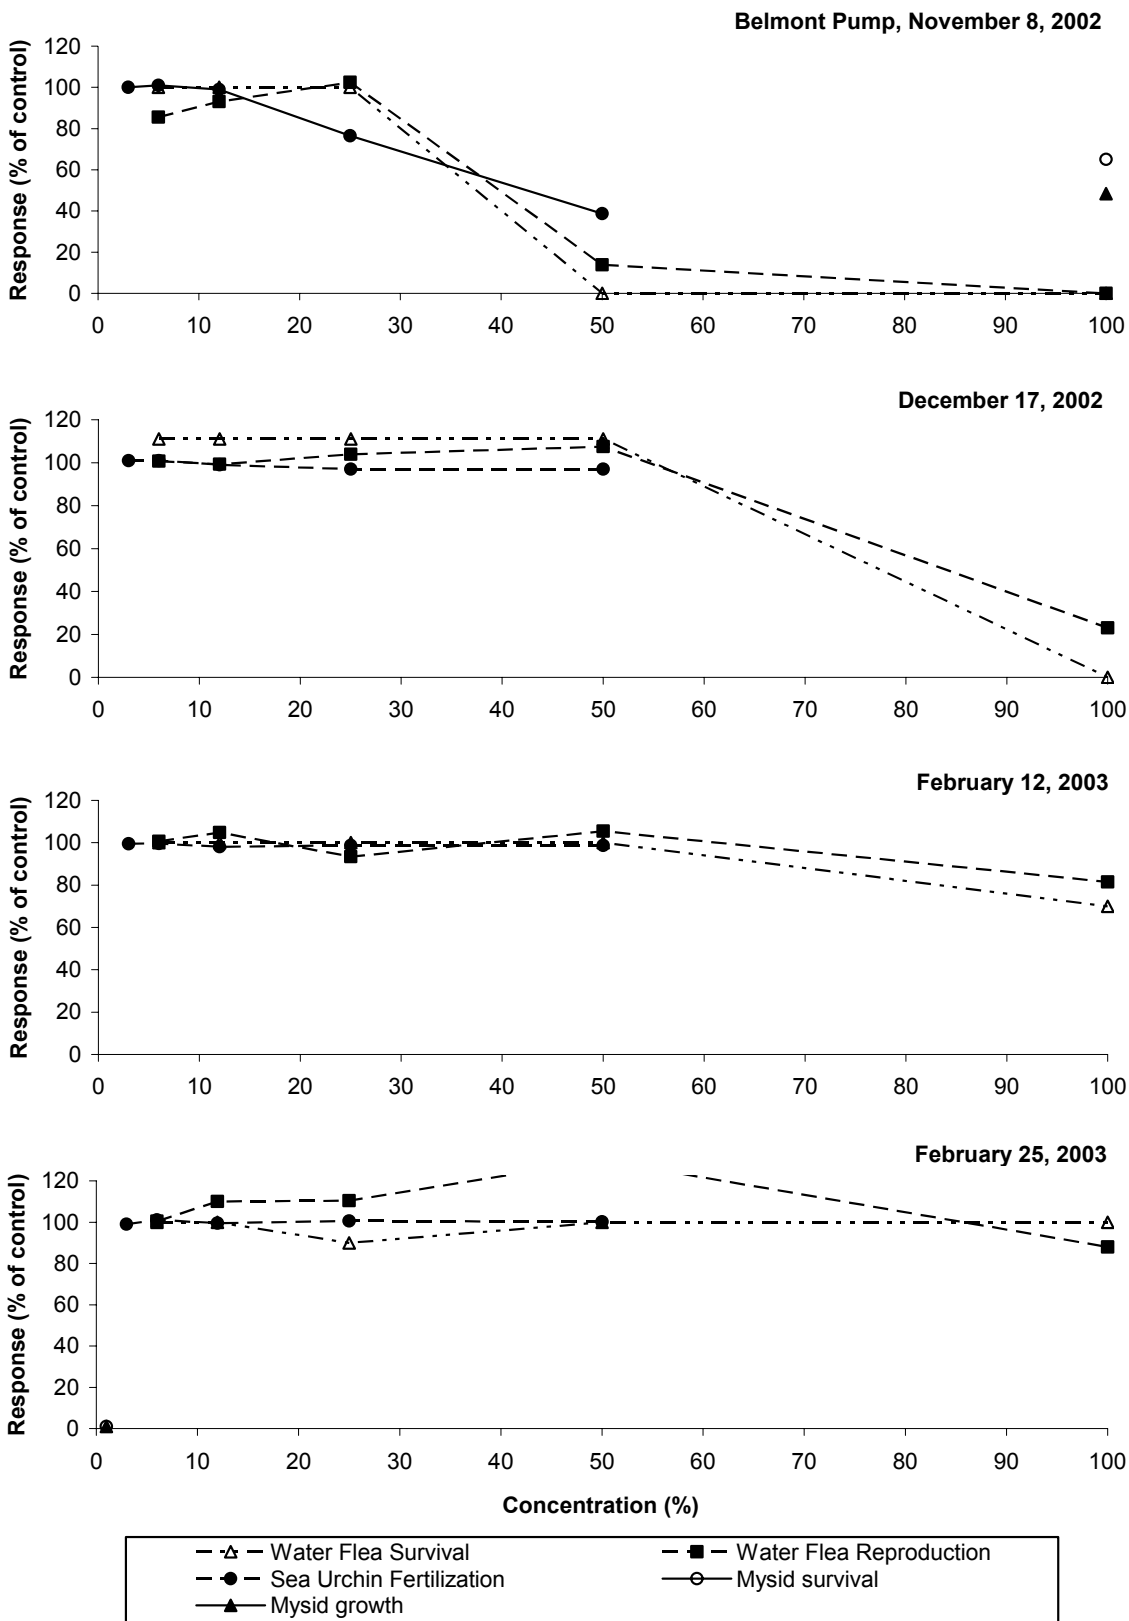 Belmont Pump, November 8, 2002
Response (% of control)
120
100
80
60
40
20
0
0 10 20 30 40 50 60 70 80 90 100
December 17, 2002
Response (% of control)
120
100
80
60
40
20
0
0 10 20 30 40 50 60 70 80 90 100
February 12, 2003
Response (% of control)
120
100
80
60
40
20
0
0 10 20 30 40 50 60 70 80 90 100
February 25, 2003
Response (% of control)
120
100
80
60
40
20
0
0 10 20 30 40 50 60 70 80 90 100
Concentration (%)
Water Flea Survival Water Flea Reproduction
Sea Urchin Fertilization Mysid survival
Mysid growth